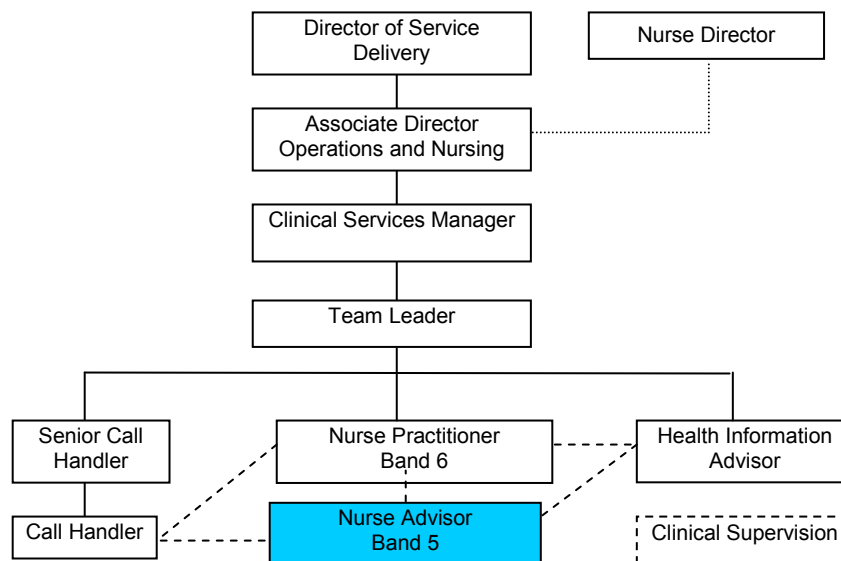 Director of Service
Delivery
Nurse Director
Associate Director
Operations and Nursing
Clinical Services Manager
Team Leader
Senior Call
Handler
Nurse Practitioner
Band 6
Health Information
Advisor
Call Handler
Nurse Advisor
Band 5
Clinical Supervision